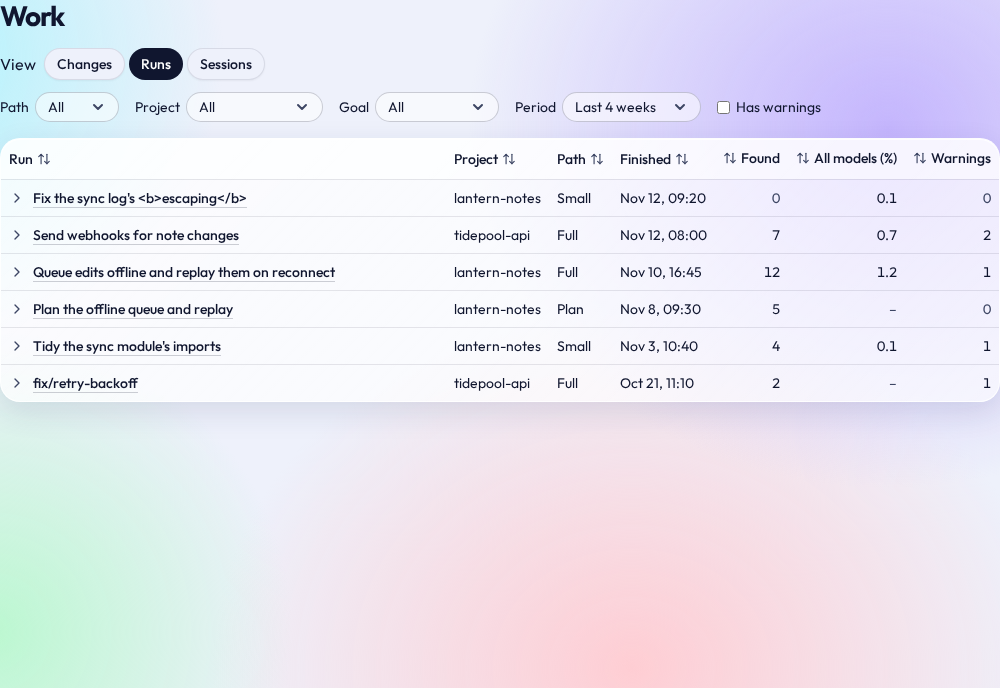 Work
View Changes Runs Sessions
Path All Project All Goal All Period Last 4 weeks Has warnings
Run Project Path Finished Found All models (%) Warnings
Fix the sync log's <b>escaping</b> lantern-notes Small Nov 12, 09:20 0 0.1 0
Send webhooks for note changes tidepool-api Full Nov 12, 08:00 7 0.7 2
Queue edits offline and replay them on reconnect lantern-notes Full Nov 10, 16:45 12 1.2 1
Plan the offline queue and replay lantern-notes Plan Nov 8, 09:30 5 – 0
Tidy the sync module's imports lantern-notes Small Nov 3, 10:40 4 0.1 1
fix/retry-backoff tidepool-api Full Oct 21, 11:10 2 – 1